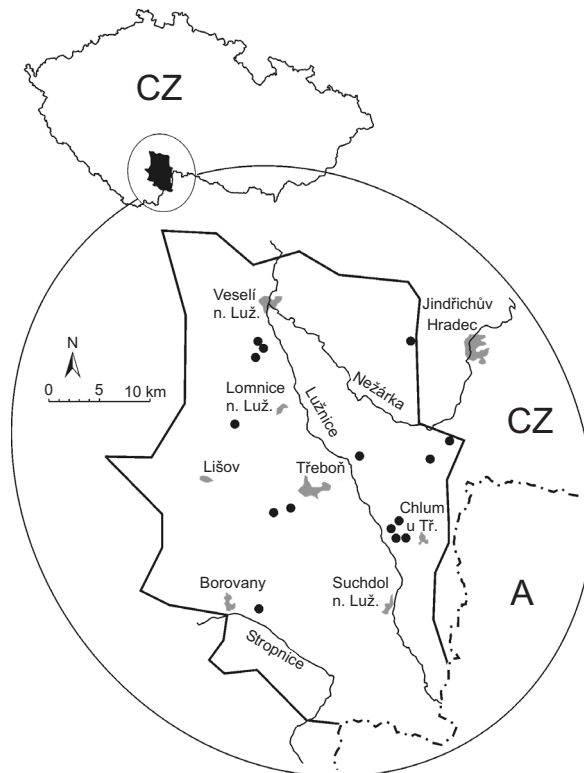 CZ
Veselí
n. Luž.
Jindřichův
Hradec
N
0 5 10 km
Lomnice
n. Luž.
Lužnice
Nežárka
CZ
Lišov
Třeboň
Chlum
u Tř.
Borovany
Suchdol
n. Luž.
A
Stropnice